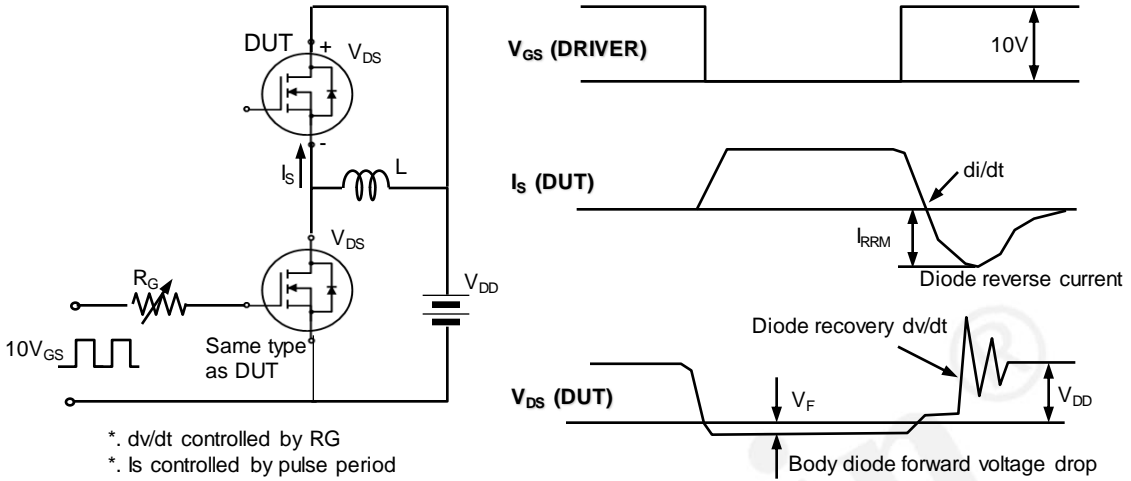 DUT
+
V_DS
-
I_S
L
V_DS
R_G
V_DD
10V_GS
Same type
as DUT
*. dv/dt controlled by RG
*. Is controlled by pulse period
V_GS (DRIVER)
10V
I_S (DUT)
di/dt
I_RRM
Diode reverse current
Diode recovery dv/dt
V_DS (DUT)
V_F
V_DD
Body diode forward voltage drop
®